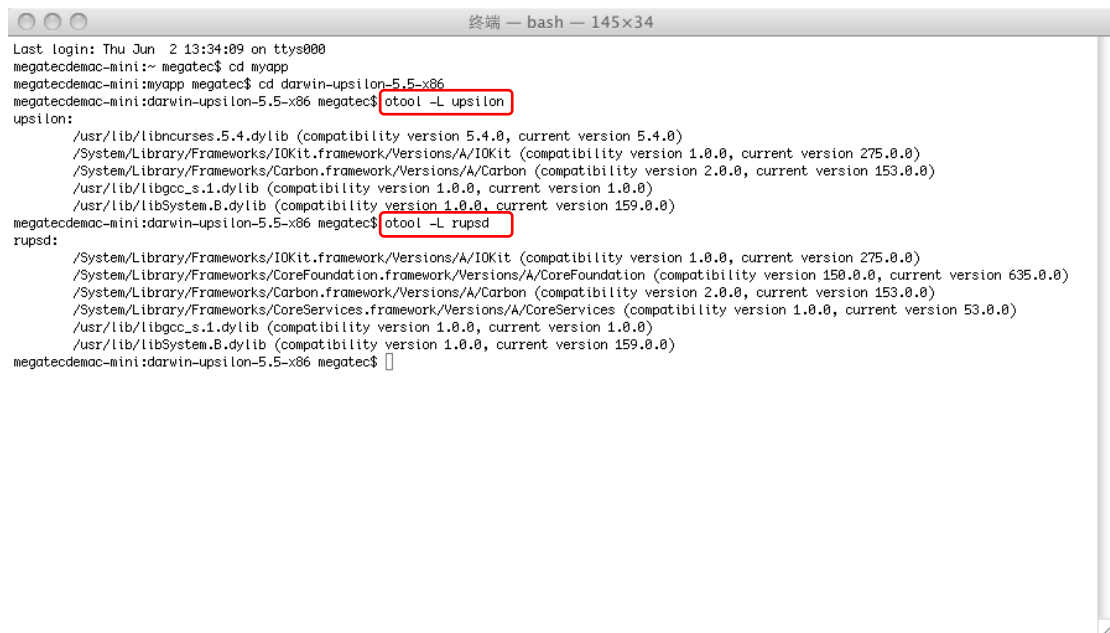 终端 — bash — 145×34
Last login: Thu Jun  2 13:34:09 on ttys000
megatecdemac-mini:~ megatec$ cd myapp
megatecdemac-mini:myapp megatec$ cd darwin-upsilon-5.5-x86
megatecdemac-mini:darwin-upsilon-5.5-x86 megatec$ otool -L upsilon
upsilon:
/usr/lib/libncurses.5.4.dylib (compatibility version 5.4.0, current version 5.4.0)
/System/Library/Frameworks/IOKit.framework/Versions/A/IOKit (compatibility version 1.0.0, current version 275.0.0)
/System/Library/Frameworks/Carbon.framework/Versions/A/Carbon (compatibility version 2.0.0, current version 153.0.0)
/usr/lib/libgcc_s.1.dylib (compatibility version 1.0.0, current version 1.0.0)
/usr/lib/libSystem.B.dylib (compatibility version 1.0.0, current version 159.0.0)
megatecdemac-mini:darwin-upsilon-5.5-x86 megatec$ otool -L rupsd
rupsd:
/System/Library/Frameworks/IOKit.framework/Versions/A/IOKit (compatibility version 1.0.0, current version 275.0.0)
/System/Library/Frameworks/CoreFoundation.framework/Versions/A/CoreFoundation (compatibility version 150.0.0, current version 635.0.0)
/System/Library/Frameworks/Carbon.framework/Versions/A/Carbon (compatibility version 2.0.0, current version 153.0.0)
/System/Library/Frameworks/CoreServices.framework/Versions/A/CoreServices (compatibility version 1.0.0, current version 53.0.0)
/usr/lib/libgcc_s.1.dylib (compatibility version 1.0.0, current version 1.0.0)
/usr/lib/libSystem.B.dylib (compatibility version 1.0.0, current version 159.0.0)
megatecdemac-mini:darwin-upsilon-5.5-x86 megatec$